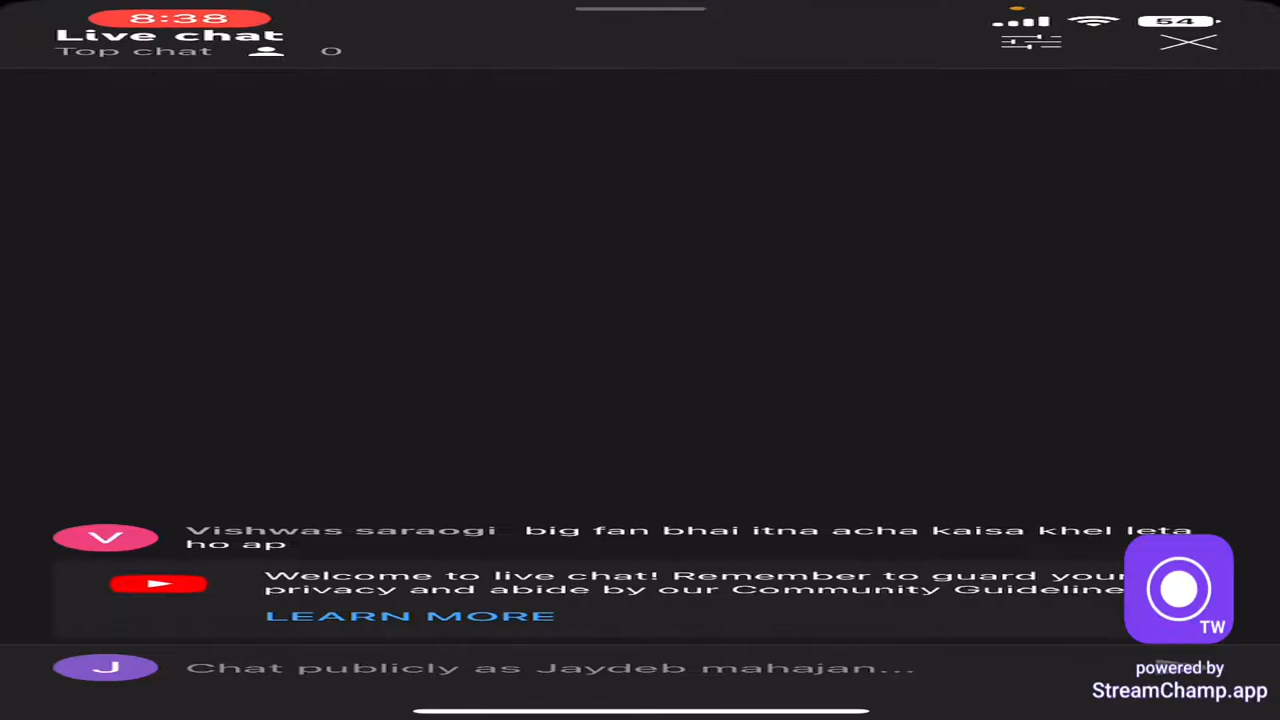 8:38
54
Live chat
Top chat 0
V Vishwas saraogi big fan bhai itna acha kaisa khel leta
ho ap
Welcome to live chat! Remember to guard your
privacy and abide by our Community Guideline
LEARN MORE
TW
J Chat publicly as Jaydeb mahajan...
powered by
StreamChamp.app